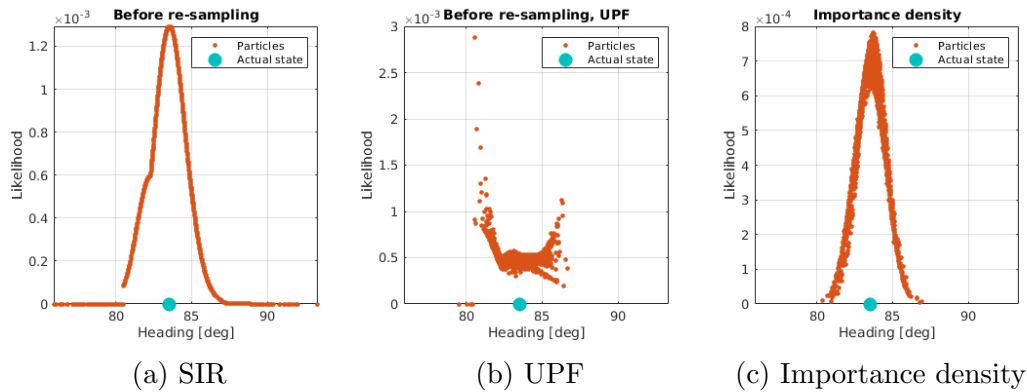 Before re-sampling
×10⁻³
Likelihood
1.2
1
0.8
0.6
0.4
0.2
0
80
85
90
Heading [deg]
Particles
Actual state
(a) SIR
Before re-sampling, UPF
×10⁻³
Likelihood
3
2.5
2
1.5
1
0.5
0
80
85
90
Heading [deg]
Particles
Actual state
(b) UPF
Importance density
×10⁻⁴
Likelihood
8
7
6
5
4
3
2
1
0
80
85
90
Heading [deg]
Particles
Actual state
(c) Importance density